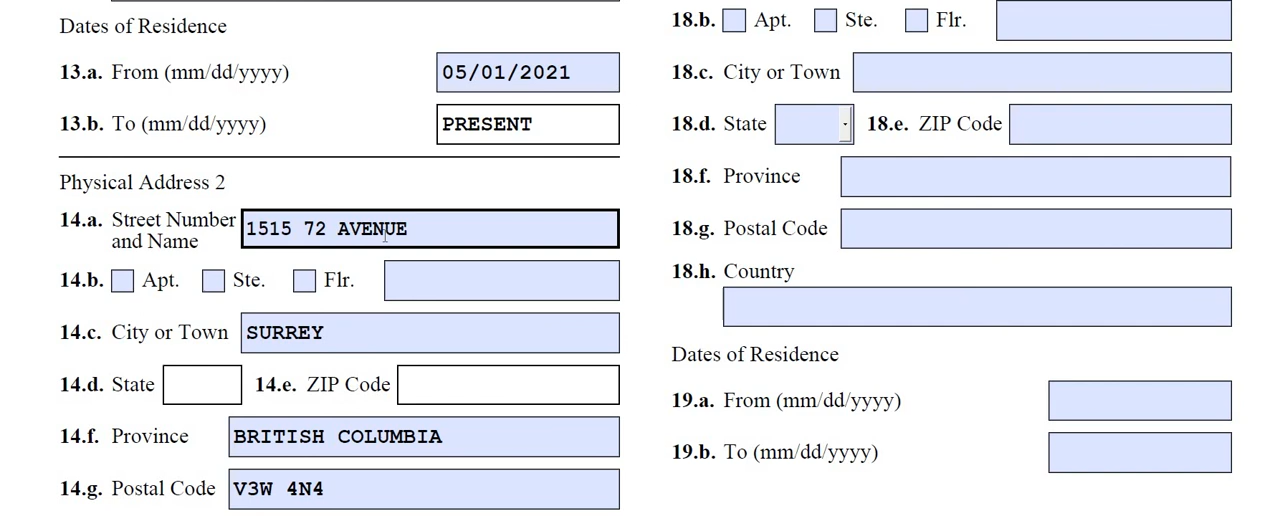 Dates of Residence
13.a. From (mm/dd/yyyy) 05/01/2021
13.b. To (mm/dd/yyyy) PRESENT
Physical Address 2
14.a. Street Number and Name 1515 72 AVENUE
14.b. Apt. Ste. Flr.
14.c. City or Town SURREY
14.d. State 14.e. ZIP Code
14.f. Province BRITISH COLUMBIA
14.g. Postal Code V3W 4N4
18.b. Apt. Ste. Flr.
18.c. City or Town
18.d. State 18.e. ZIP Code
18.f. Province
18.g. Postal Code
18.h. Country
Dates of Residence
19.a. From (mm/dd/yyyy)
19.b. To (mm/dd/yyyy)